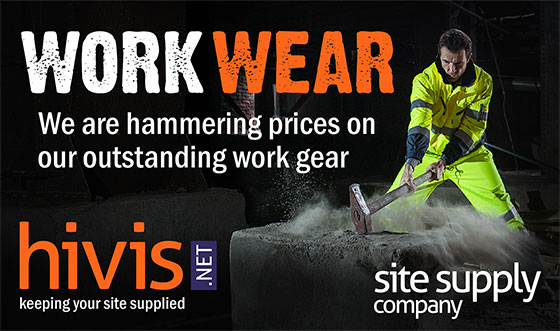 WORK WEAR
We are hammering prices on
our outstanding work gear
hivis .NET
keeping your site supplied
site supply
company